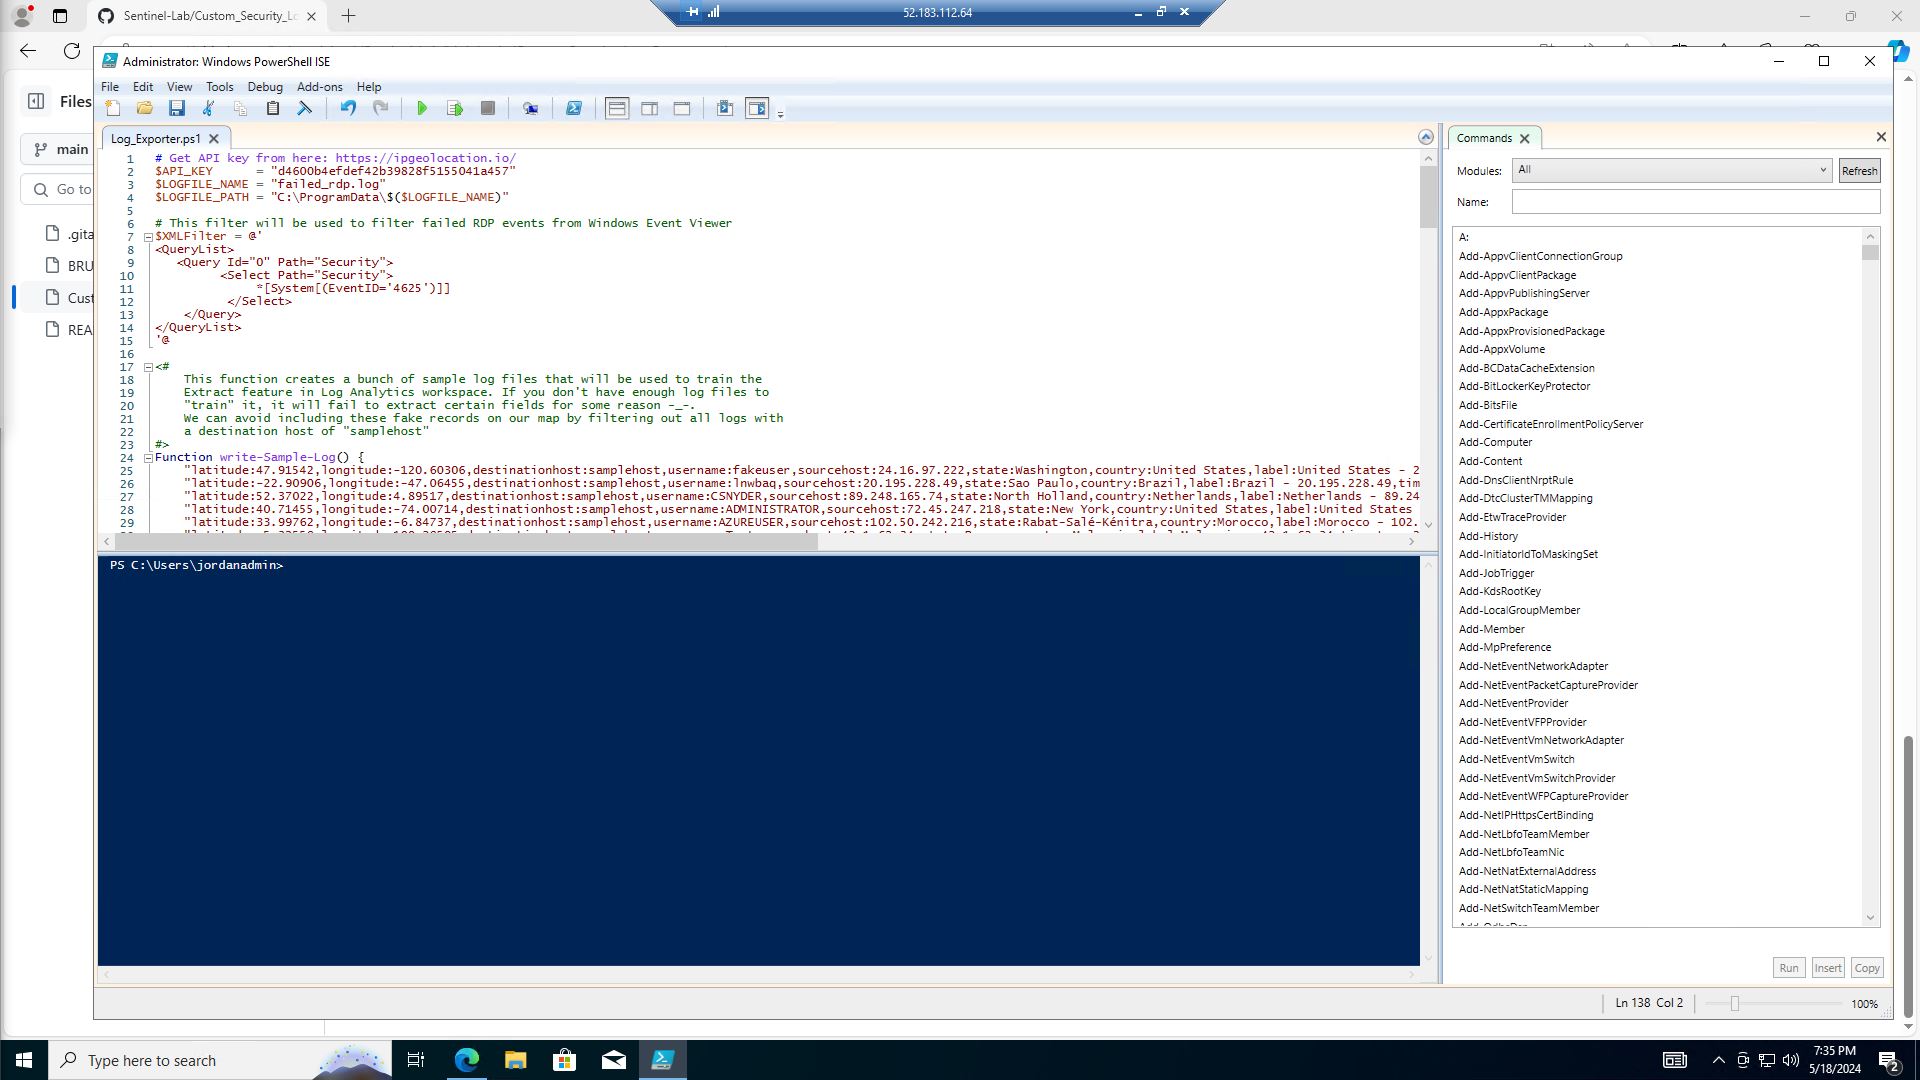 Sentinel-Lab/Custom_Security_Lo
52.183.112.64
Administrator: Windows PowerShell ISE
File Edit View Tools Debug Add-ons Help
Files
main
Go to
.gita
BRU
Cust
REA
Log_Exporter.ps1
1 # Get API key from here: https://ipgeolocation.io/
2 $API_KEY = "d4600b4efdef42b39828f5155041a457"
3 $LOGFILE_NAME = "failed_rdp.log"
4 $LOGFILE_PATH = "C:\ProgramData\$($LOGFILE_NAME)"
5
6 # This filter will be used to filter failed RDP events from Windows Event Viewer
7 $XMLFilter = @'
8 <QueryList>
9 <Query Id="0" Path="Security">
10 <Select Path="Security">
11 *[System[(EventID='4625')]]
12 </Select>
13 </Query>
14 </QueryList>
15 '@
16
17 <#
18 This function creates a bunch of sample log files that will be used to train the
19 Extract feature in Log Analytics workspace. If you don't have enough log files to
20 "train" it, it will fail to extract certain fields for some reason -_-.
21 We can avoid including these fake records on our map by filtering out all logs with
22 a destination host of "samplehost"
23 #>
24 Function write-Sample-Log() {
25 "latitude:47.91542,longitude:-120.60306,destinationhost:samplehost,username:fakeuser,sourcehost:24.16.97.222,state:Washington,country:United States,label:United States - 2
26 "latitude:-22.90906,longitude:-47.06455,destinationhost:samplehost,username:lnwbaq,sourcehost:20.195.228.49,state:Sao Paulo,country:Brazil,label:Brazil - 20.195.228.49,tim
27 "latitude:52.37022,longitude:4.89517,destinationhost:samplehost,username:CSNYDER,sourcehost:89.248.165.74,state:North Holland,country:Netherlands,label:Netherlands - 89.24
28 "latitude:40.71455,longitude:-74.00714,destinationhost:samplehost,username:ADMINISTRATOR,sourcehost:72.45.247.218,state:New York,country:United States,label:United States
29 "latitude:33.99762,longitude:-6.84737,destinationhost:samplehost,username:AZUREUSER,sourcehost:102.50.242.216,state:Rabat-Salé-Kénitra,country:Morocco,label:Morocco - 102.
PS C:\Users\jordanadmin>
Commands
Modules: All Refresh
Name:
A:
Add-AppvClientConnectionGroup
Add-AppvClientPackage
Add-AppvPublishingServer
Add-AppxPackage
Add-AppxProvisionedPackage
Add-AppxVolume
Add-BCDataCacheExtension
Add-BitLockerKeyProtector
Add-BitsFile
Add-CertificateEnrollmentPolicyServer
Add-Computer
Add-Content
Add-DnsClientNrptRule
Add-DtcClusterTMMapping
Add-EtwTraceProvider
Add-History
Add-InitiatorIdToMaskingSet
Add-JobTrigger
Add-KdsRootKey
Add-LocalGroupMember
Add-Member
Add-MpPreference
Add-NetEventNetworkAdapter
Add-NetEventPacketCaptureProvider
Add-NetEventProvider
Add-NetEventVFPProvider
Add-NetEventVmNetworkAdapter
Add-NetEventVmSwitch
Add-NetEventVmSwitchProvider
Add-NetEventWFPCaptureProvider
Add-NetIPHttpsCertBinding
Add-NetLbfoTeamMember
Add-NetLbfoTeamNic
Add-NetNatExternalAddress
Add-NetNatStaticMapping
Add-NetSwitchTeamMember
Run Insert Copy
Ln 138 Col 2
100%
Type here to search
7:35 PM
5/18/2024
2